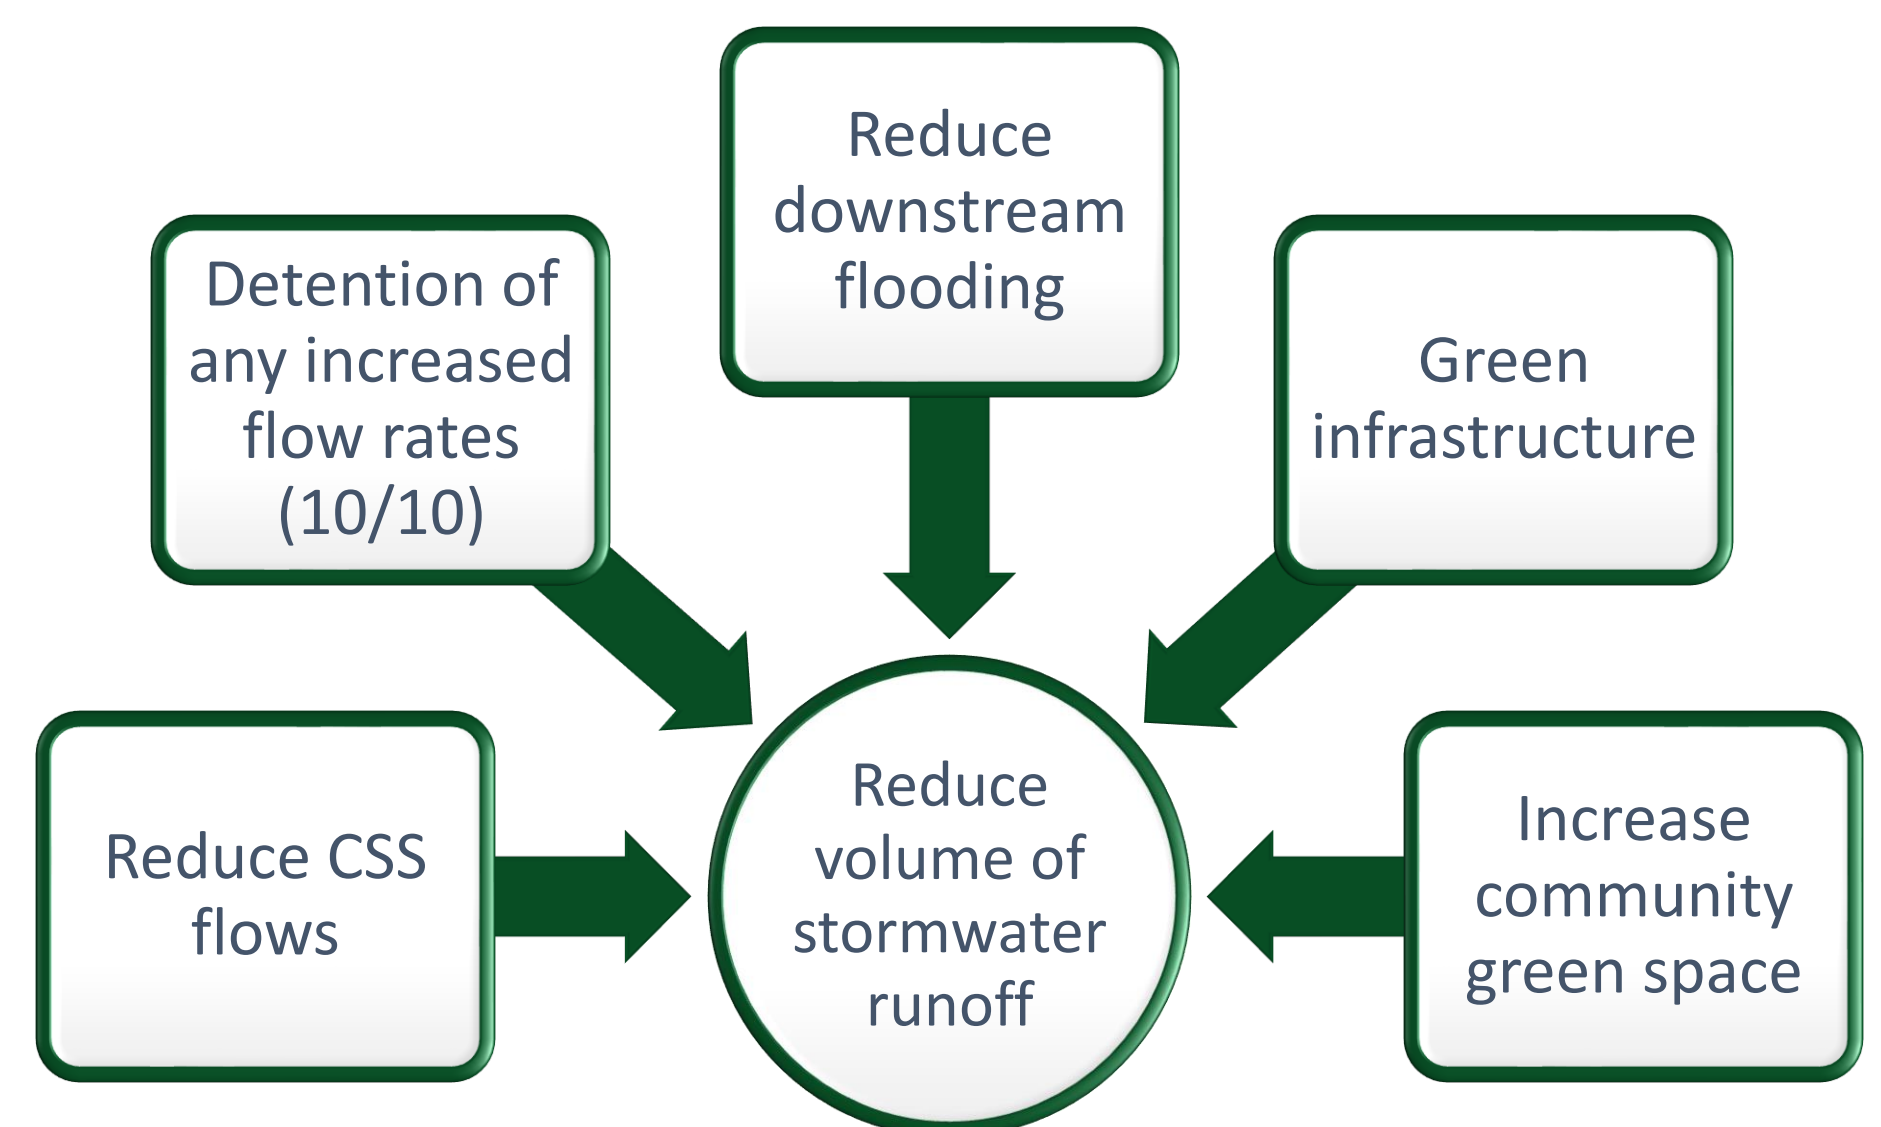 Reduce
downstream
flooding
Detention of
any increased
flow rates
(10/10)
Green
infrastructure
Reduce CSS
flows
Reduce
volume of
stormwater
runoff
Increase
community
green space